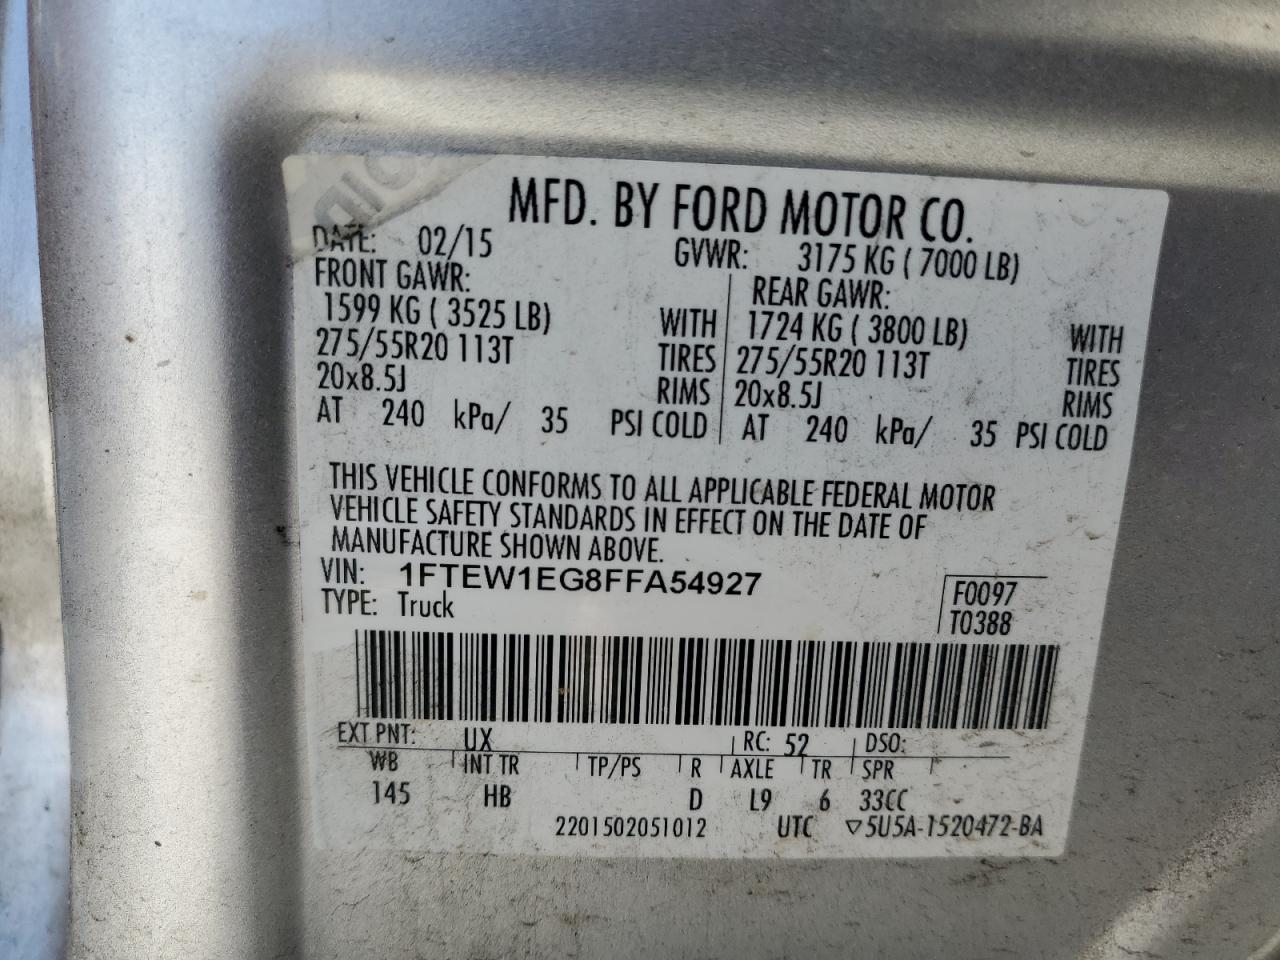 MFD. BY FORD MOTOR CO.
DATE: 02/15 GVWR: 3175 KG ( 7000 LB)
FRONT GAWR: REAR GAWR:
1599 KG ( 3525 LB) WITH 1724 KG ( 3800 LB) WITH
275/55R20 113T TIRES 275/55R20 113T TIRES
20x8.5J RIMS 20x8.5J RIMS
AT 240 kPa/ 35 PSI COLD AT 240 kPa/ 35 PSI COLD
THIS VEHICLE CONFORMS TO ALL APPLICABLE FEDERAL MOTOR
VEHICLE SAFETY STANDARDS IN EFFECT ON THE DATE OF
MANUFACTURE SHOWN ABOVE.
VIN: 1FTEW1EG8FFA54927 F0097
TYPE: Truck T0388
EXT PNT: UX RC: 52 DSO:
WB INT TR TP/PS R AXLE TR SPR
145 HB D L9 6 33CC
2201502051012 UTC ▽5U5A-1520472-BA